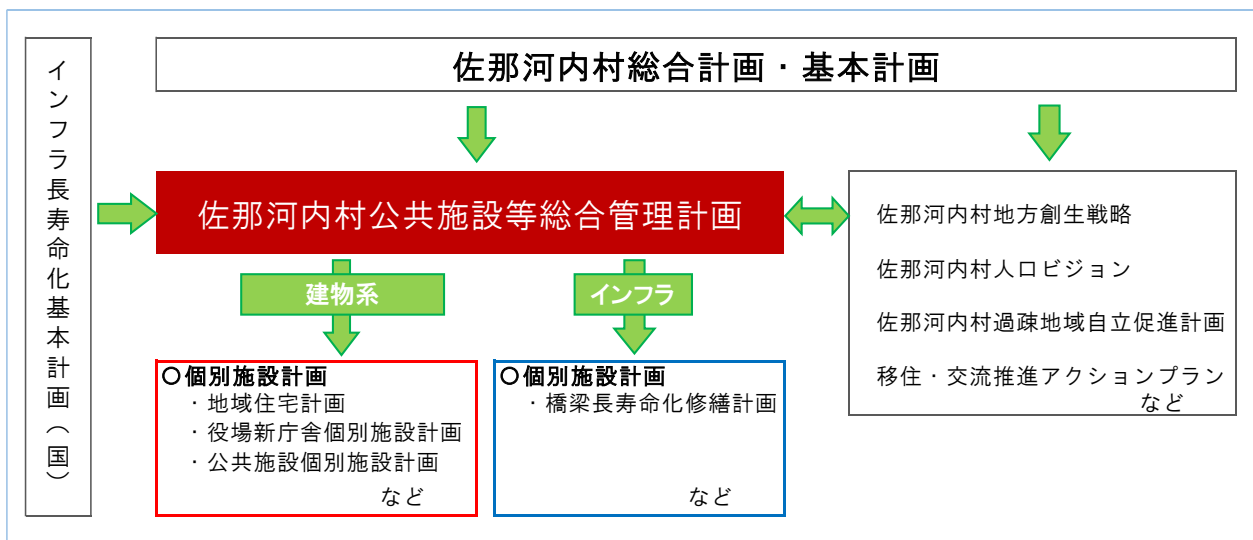 インフラ長寿命化基本計画(国)
佐那河内村総合計画・基本計画
佐那河内村公共施設等総合管理計画
佐那河内村地方創生戦略
佐那河内村人口ビジョン
佐那河内村過疎地域自立促進計画
移住・交流推進アクションプラン
など
建物系
インフラ
〇個別施設計画
・地域住宅計画
・役場新庁舎個別施設計画
・公共施設個別施設計画
など
〇個別施設計画
・橋梁長寿命化修繕計画
など